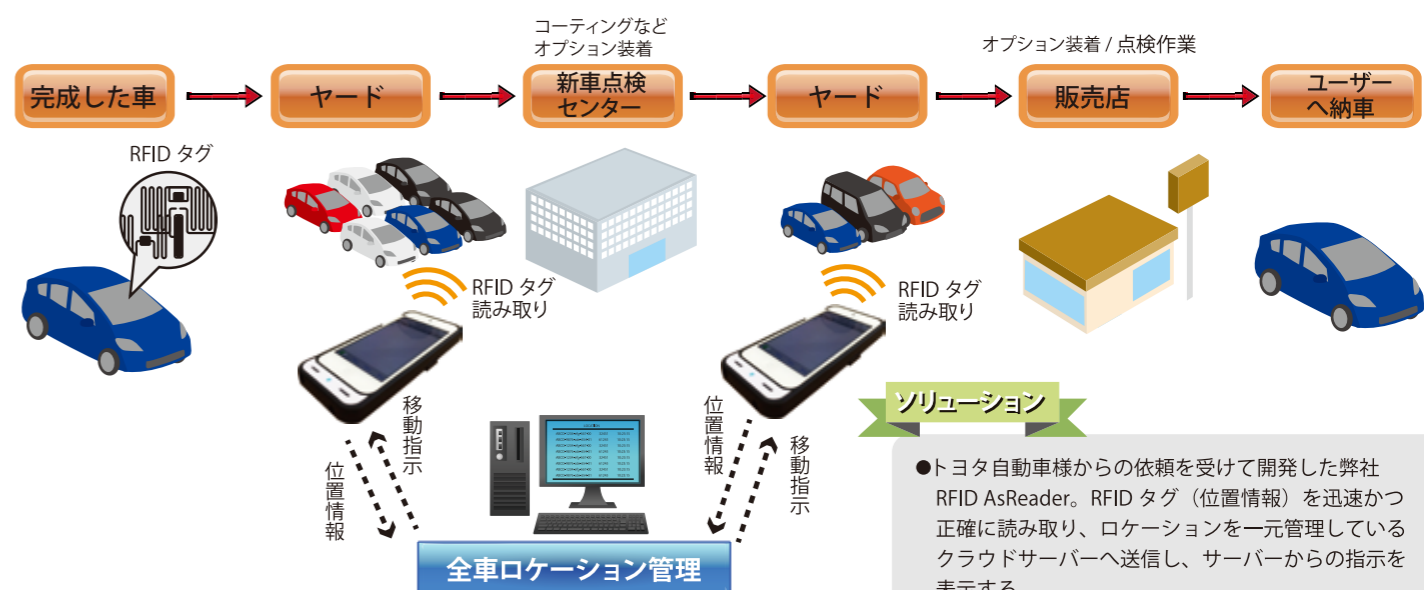 コーティングなど
オプション装着
オプション装着 / 点検作業
完成した車
ヤード
新車点検
センター
ヤード
販売店
ユーザー
へ納車
RFID タグ
RFID タグ
読み取り
RFID タグ
読み取り
移動指示
位置情報
位置情報
移動指示
全車ロケーション管理
ソリューション
●トヨタ自動車様からの依頼を受けて開発した弊社
RFID AsReader。RFID タグ（位置情報）を迅速かつ
正確に読み取り、ロケーションを一元管理している
クラウドサーバーへ送信し、サーバーからの指示を
表示する